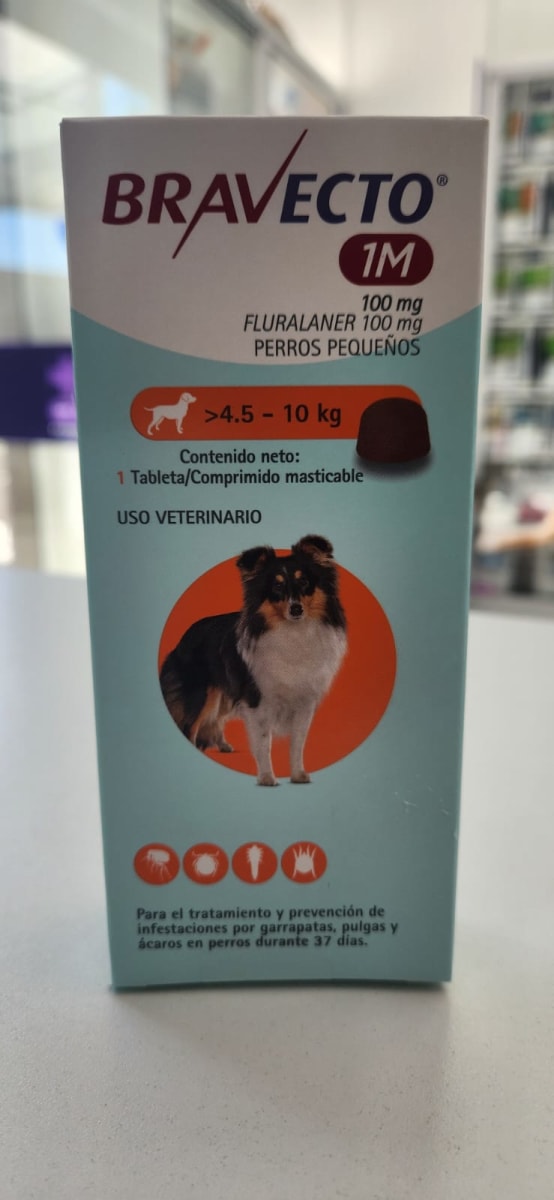 BRAVECTO®
1M
100 mg
FLURALANER 100 mg
PERROS PEQUEÑOS
>4.5 - 10 kg
Contenido neto:
1 Tableta/Comprimido masticable
USO VETERINARIO
Para el tratamiento y prevención de
infestaciones por garrapatas, pulgas y
ácaros en perros durante 37 días.